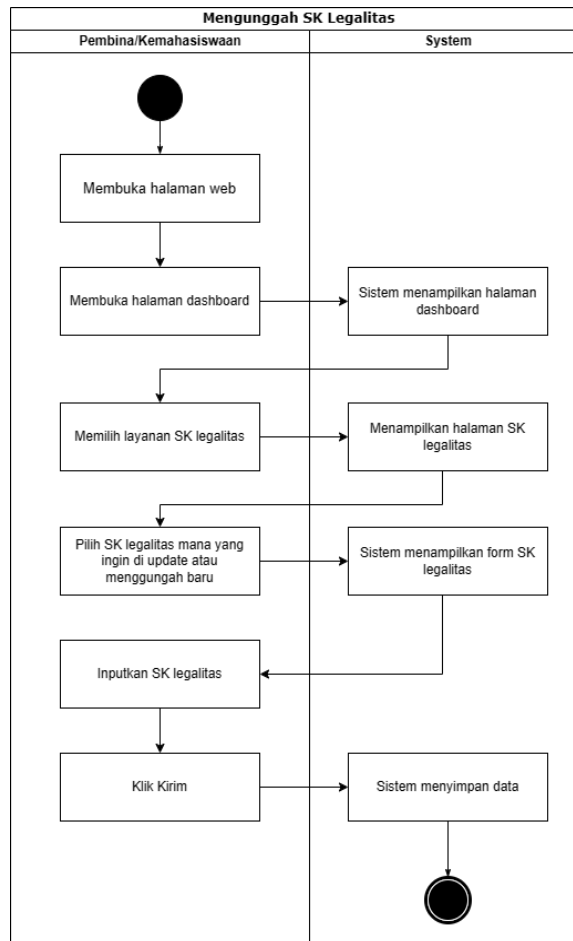 Mengunggah SK Legalitas
Pembina/Kemahasiswaan
System
Membuka halaman web
Membuka halaman dashboard
Sistem menampilkan halaman
dashboard
Memilih layanan SK legalitas
Menampilkan halaman SK
legalitas
Pilih SK legalitas mana yang
ingin di update atau
menggungah baru
Sistem menampilkan form SK
legalitas
Inputkan SK legalitas
Klik Kirim
Sistem menyimpan data